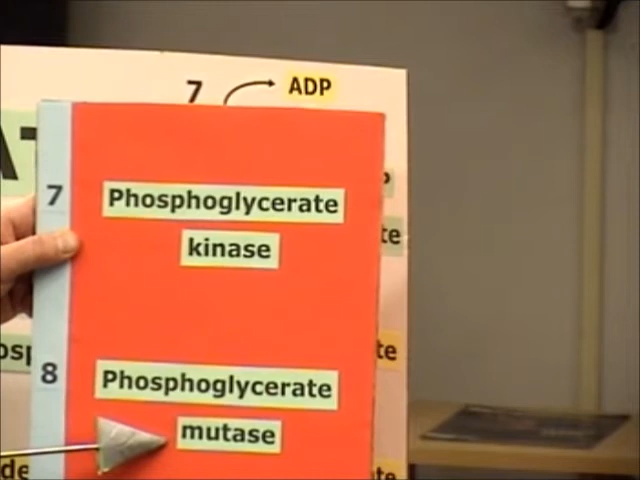 7 ADP
7 Phosphoglycerate
kinase
8 Phosphoglycerate
mutase